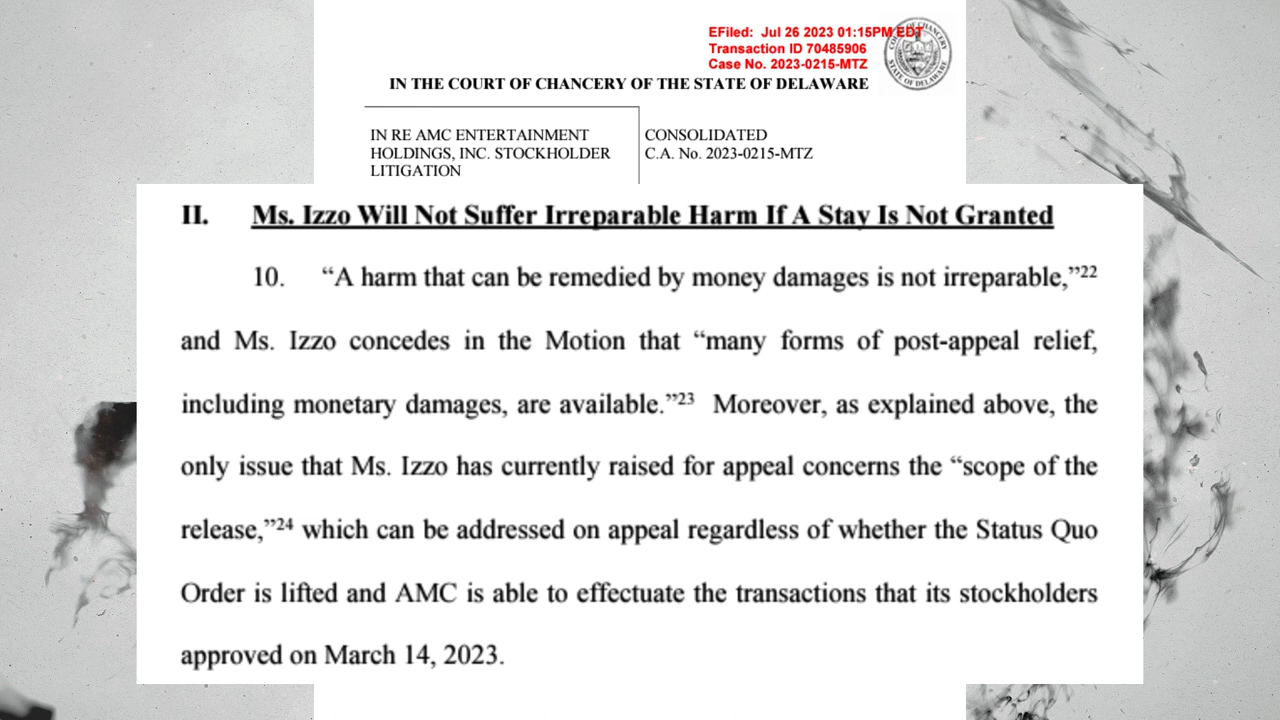 EFiled: Jul 26 2023 01:15PM EDT
Transaction ID 70485906
Case No. 2023-0215-MTZ
IN THE COURT OF CHANCERY OF THE STATE OF DELAWARE
IN RE AMC ENTERTAINMENT
HOLDINGS, INC. STOCKHOLDER
LITIGATION
CONSOLIDATED
C.A. No. 2023-0215-MTZ
II. Ms. Izzo Will Not Suffer Irreparable Harm If A Stay Is Not Granted
10. “A harm that can be remedied by money damages is not irreparable,”22
and Ms. Izzo concedes in the Motion that “many forms of post-appeal relief,
including monetary damages, are available.”23 Moreover, as explained above, the
only issue that Ms. Izzo has currently raised for appeal concerns the “scope of the
release,”24 which can be addressed on appeal regardless of whether the Status Quo
Order is lifted and AMC is able to effectuate the transactions that its stockholders
approved on March 14, 2023.